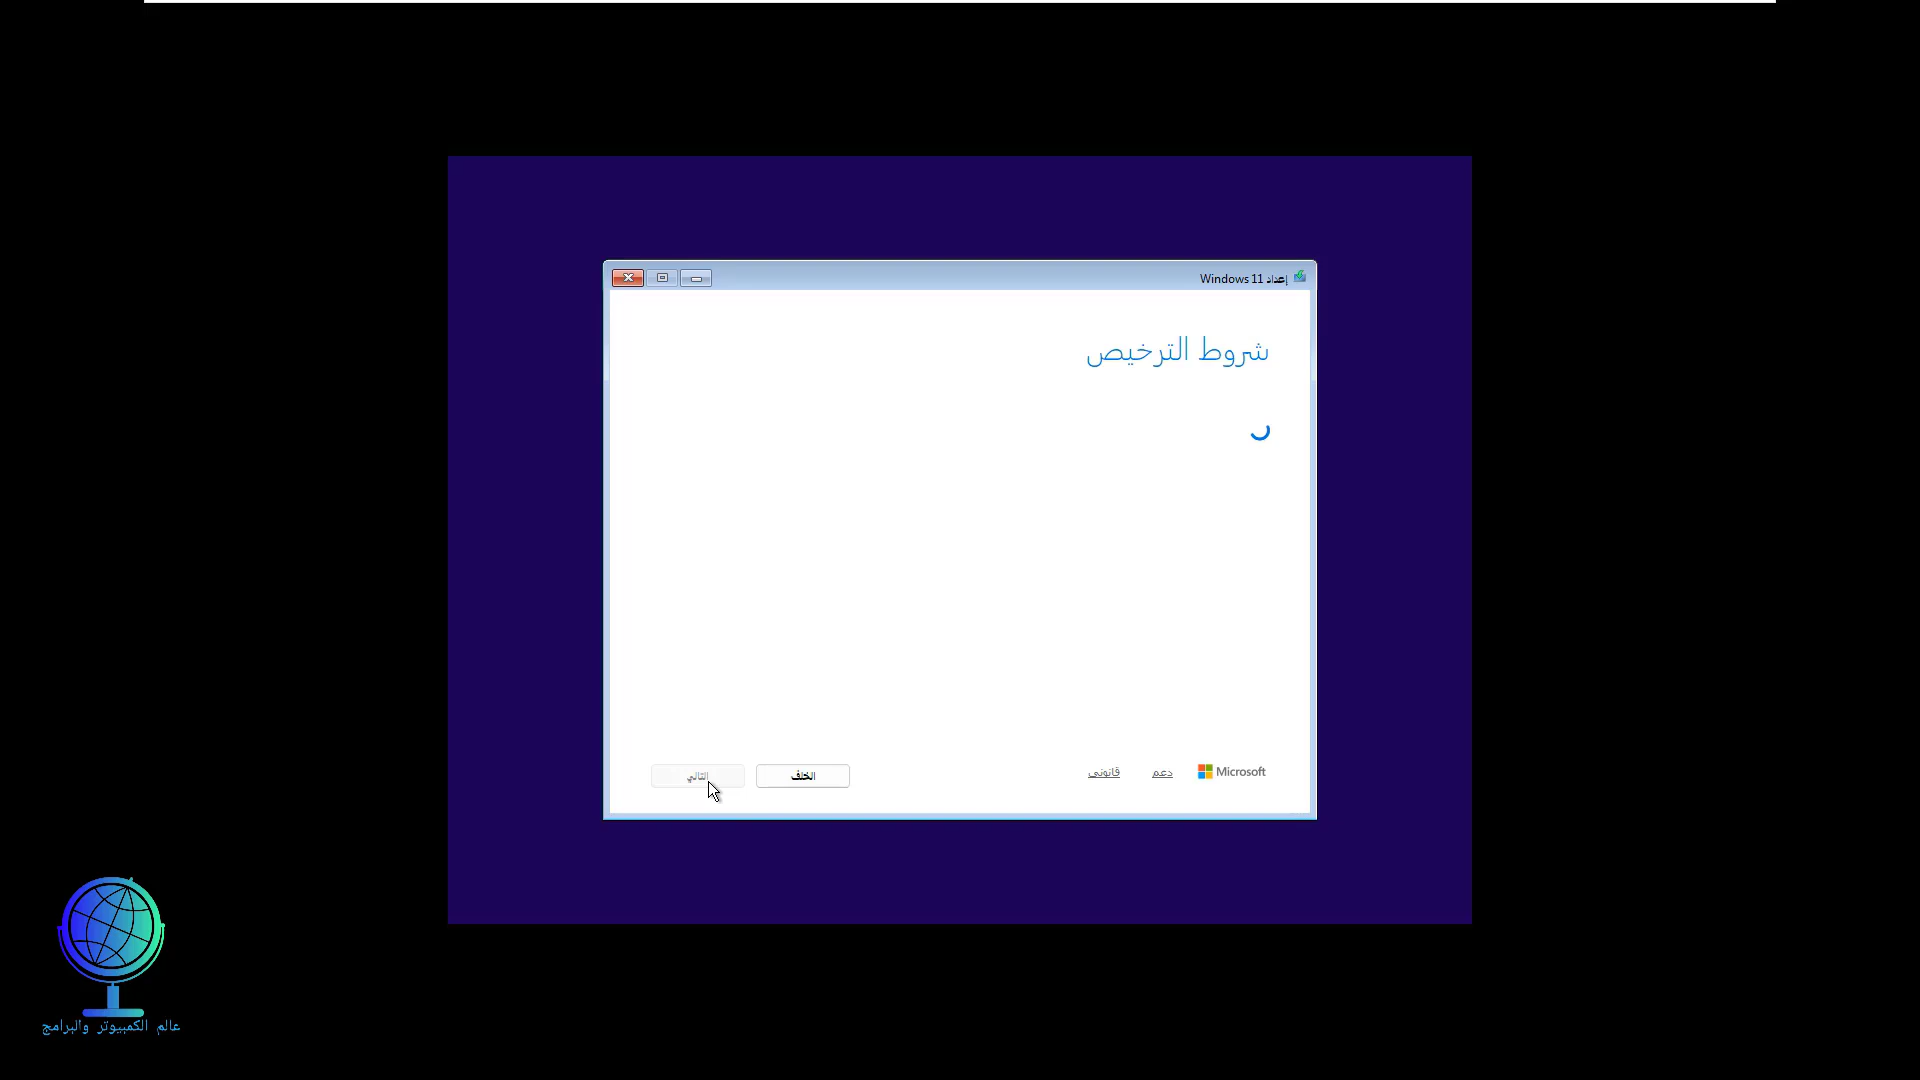 إعداد Windows 11
شروط الترخيص
Microsoft
دعم
قانوني
الخلف
التالي
عالم الكمبيوتر والبرامج